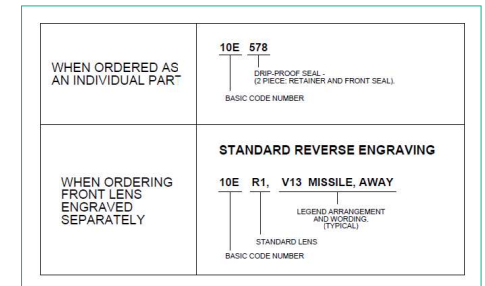 WHEN ORDERED AS
AN INDIVIDUAL PART
10E 578
DRIP-PROOF SEAL -
(2 PIECE: RETAINER AND FRONT SEAL).
BASIC CODE NUMBER
WHEN ORDERING
FRONT LENS
ENGRAVED
SEPARATELY
STANDARD REVERSE ENGRAVING
10E R1, V13 MISSILE, AWAY
LEGEND ARRANGEMENT
AND WORDING.
(TYPICAL)
STANDARD LENS
BASIC CODE NUMBER